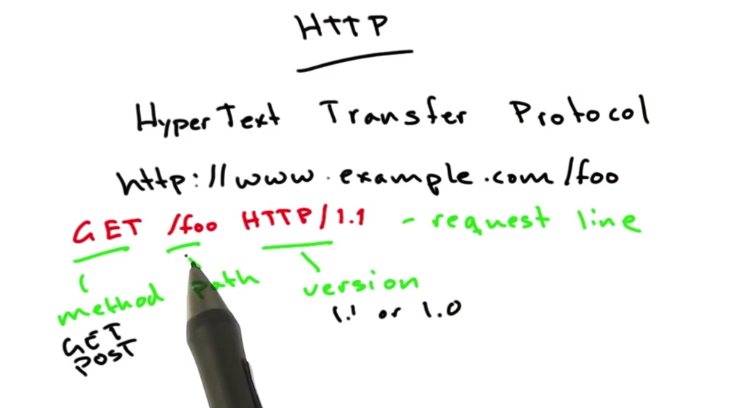 HTTP
HyperText Transfer Protocol
http://www.example.com/foo
GET /foo HTTP/1.1 - request line
method path version
GET 1.1 or 1.0
POST